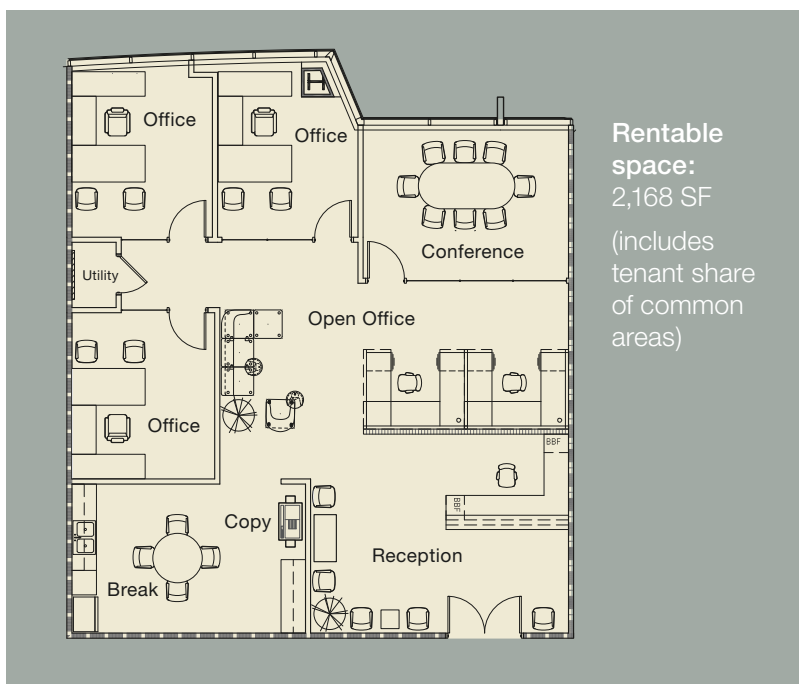 Office
Office
Conference
Utility
Open Office
Office
BBF
BBF
Copy
Reception
Break
Rentable
space:
2,168 SF
(includes
tenant share
of common
areas)